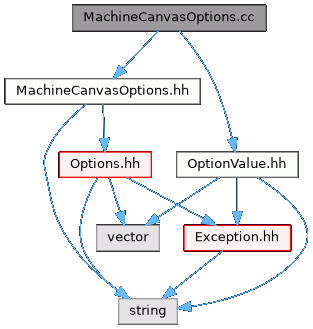 MachineCanvasOptions.cc
MachineCanvasOptions.hh
Options.hh
OptionValue.hh
vector
Exception.hh
string